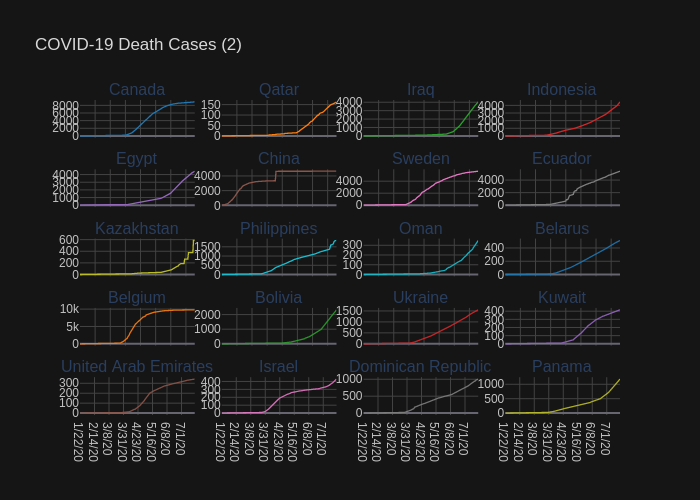 COVID-19 Death Cases (2)
Canada Qatar Iraq Indonesia
8000 6000 4000 2000 0
150 100 50 0
4000 3000 2000 1000 0
4000 3000 2000 1000 0
Egypt China Sweden Ecuador
4000 3000 2000 1000 0
4000 2000 0
4000 2000 0
4000 2000 0
Kazakhstan Philippines Oman Belarus
600 400 200 0
1500 1000 500 0
300 200 100 0
400 200 0
Belgium Bolivia Ukraine Kuwait
10k 5k 0
2000 1000 0
1500 1000 500 0
400 300 200 100 0
United Arab Emirates Israel Dominican Republic Panama
300 200 100 0
400 300 200 100 0
1000 500 0
1000 500 0
1/22/20 2/14/20 3/8/20 3/31/20 4/23/20 5/16/20 6/8/20 7/1/20
1/22/20 2/14/20 3/8/20 3/31/20 4/23/20 5/16/20 6/8/20 7/1/20
1/22/20 2/14/20 3/8/20 3/31/20 4/23/20 5/16/20 6/8/20 7/1/20
1/22/20 2/14/20 3/8/20 3/31/20 4/23/20 5/16/20 6/8/20 7/1/20